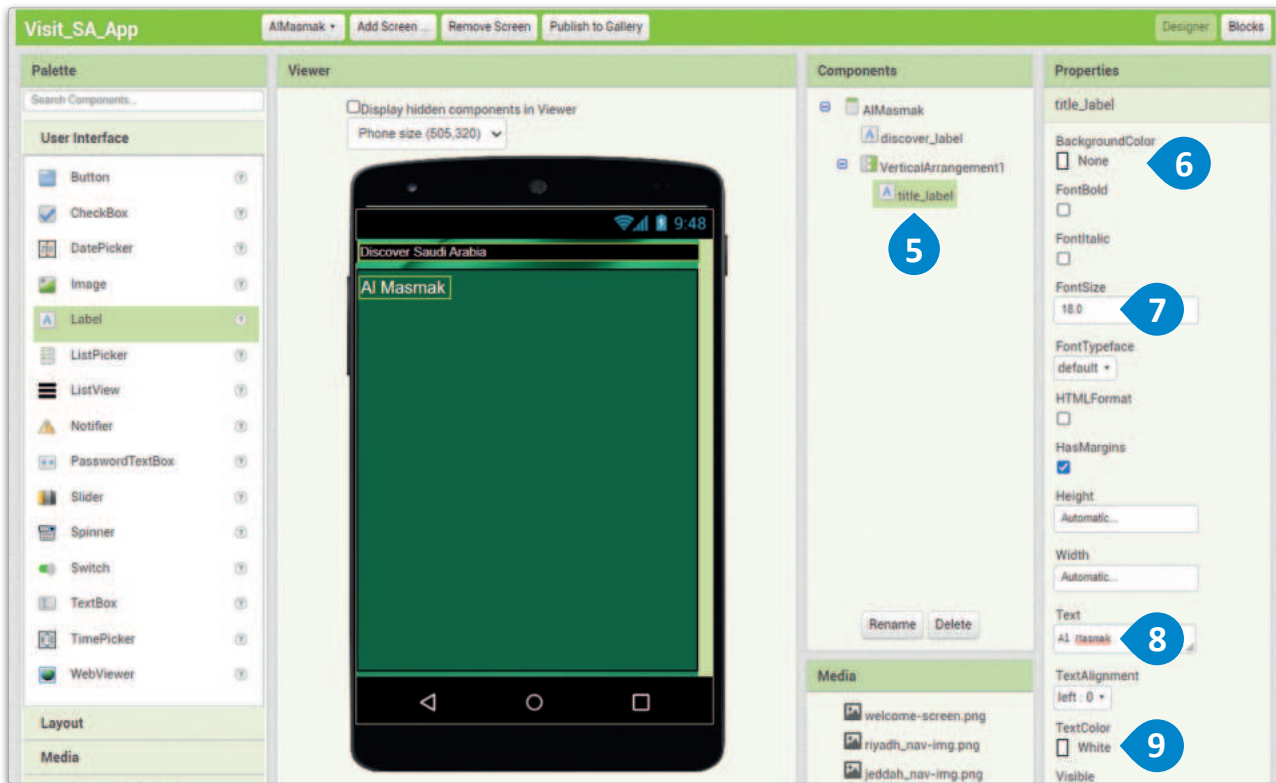 Visit_SA_App
AlMasmak
Add Screen ...
Remove Screen
Publish to Gallery
Designer
Blocks
Palette
Search Components...
User Interface
Button
CheckBox
DatePicker
Image
Label
ListPicker
ListView
Notifier
PasswordTextBox
Slider
Spinner
Switch
TextBox
TimePicker
WebViewer
Layout
Media
Viewer
Display hidden components in Viewer
Phone size (505,320)
9:48
Discover Saudi Arabia
Al Masmak
Components
AlMasmak
discover_label
VerticalArrangement1
title_label
5
Rename
Delete
Media
welcome-screen.png
riyadh_nav-img.png
jeddah_nav-img.png
Properties
title_label
BackgroundColor
None
6
FontBold
FontItalic
FontSize
18.0
7
FontTypeface
default
HTMLFormat
HasMargins
Height
Automatic...
Width
Automatic...
Text
Al Masmak
8
TextAlignment
left : 0
TextColor
White
9
Visible